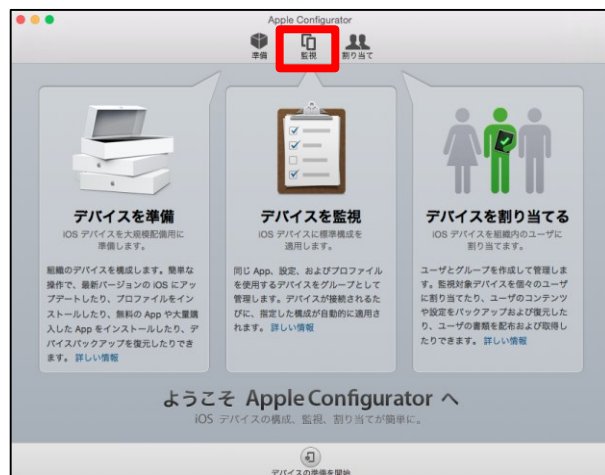 Apple Configurator
準備
監視
割り当て
デバイスを準備
iOS デバイスを大規模配備用に
準備します。
組織のデバイスを構成します。簡単な
操作で、最新バージョンの iOS にアッ
プデートしたり、プロファイルをイン
ストールしたり、無料の App や大量購
入した App をインストールしたり、デ
バイスバックアップを復元したりでき
ます。 詳しい情報
デバイスを監視
iOS デバイスに標準構成を
適用します。
同じ App、設定、およびプロファイル
を使用するデバイスをグループとして
管理します。デバイスが接続されるた
びに、指定した構成が自動的に適用さ
れます。 詳しい情報
デバイスを割り当てる
iOS デバイスを組織内のユーザに
割り当てます。
ユーザとグループを作成して管理しま
す。監視対象デバイスを個々のユーザ
に割り当てたり、ユーザのコンテンツ
や設定をバックアップおよび復元した
り、ユーザの書類を配布および取得し
たりできます。 詳しい情報
ようこそ Apple Configurator へ
iOS デバイスの構成、監視、割り当てが簡単に。
デバイスの準備を開始